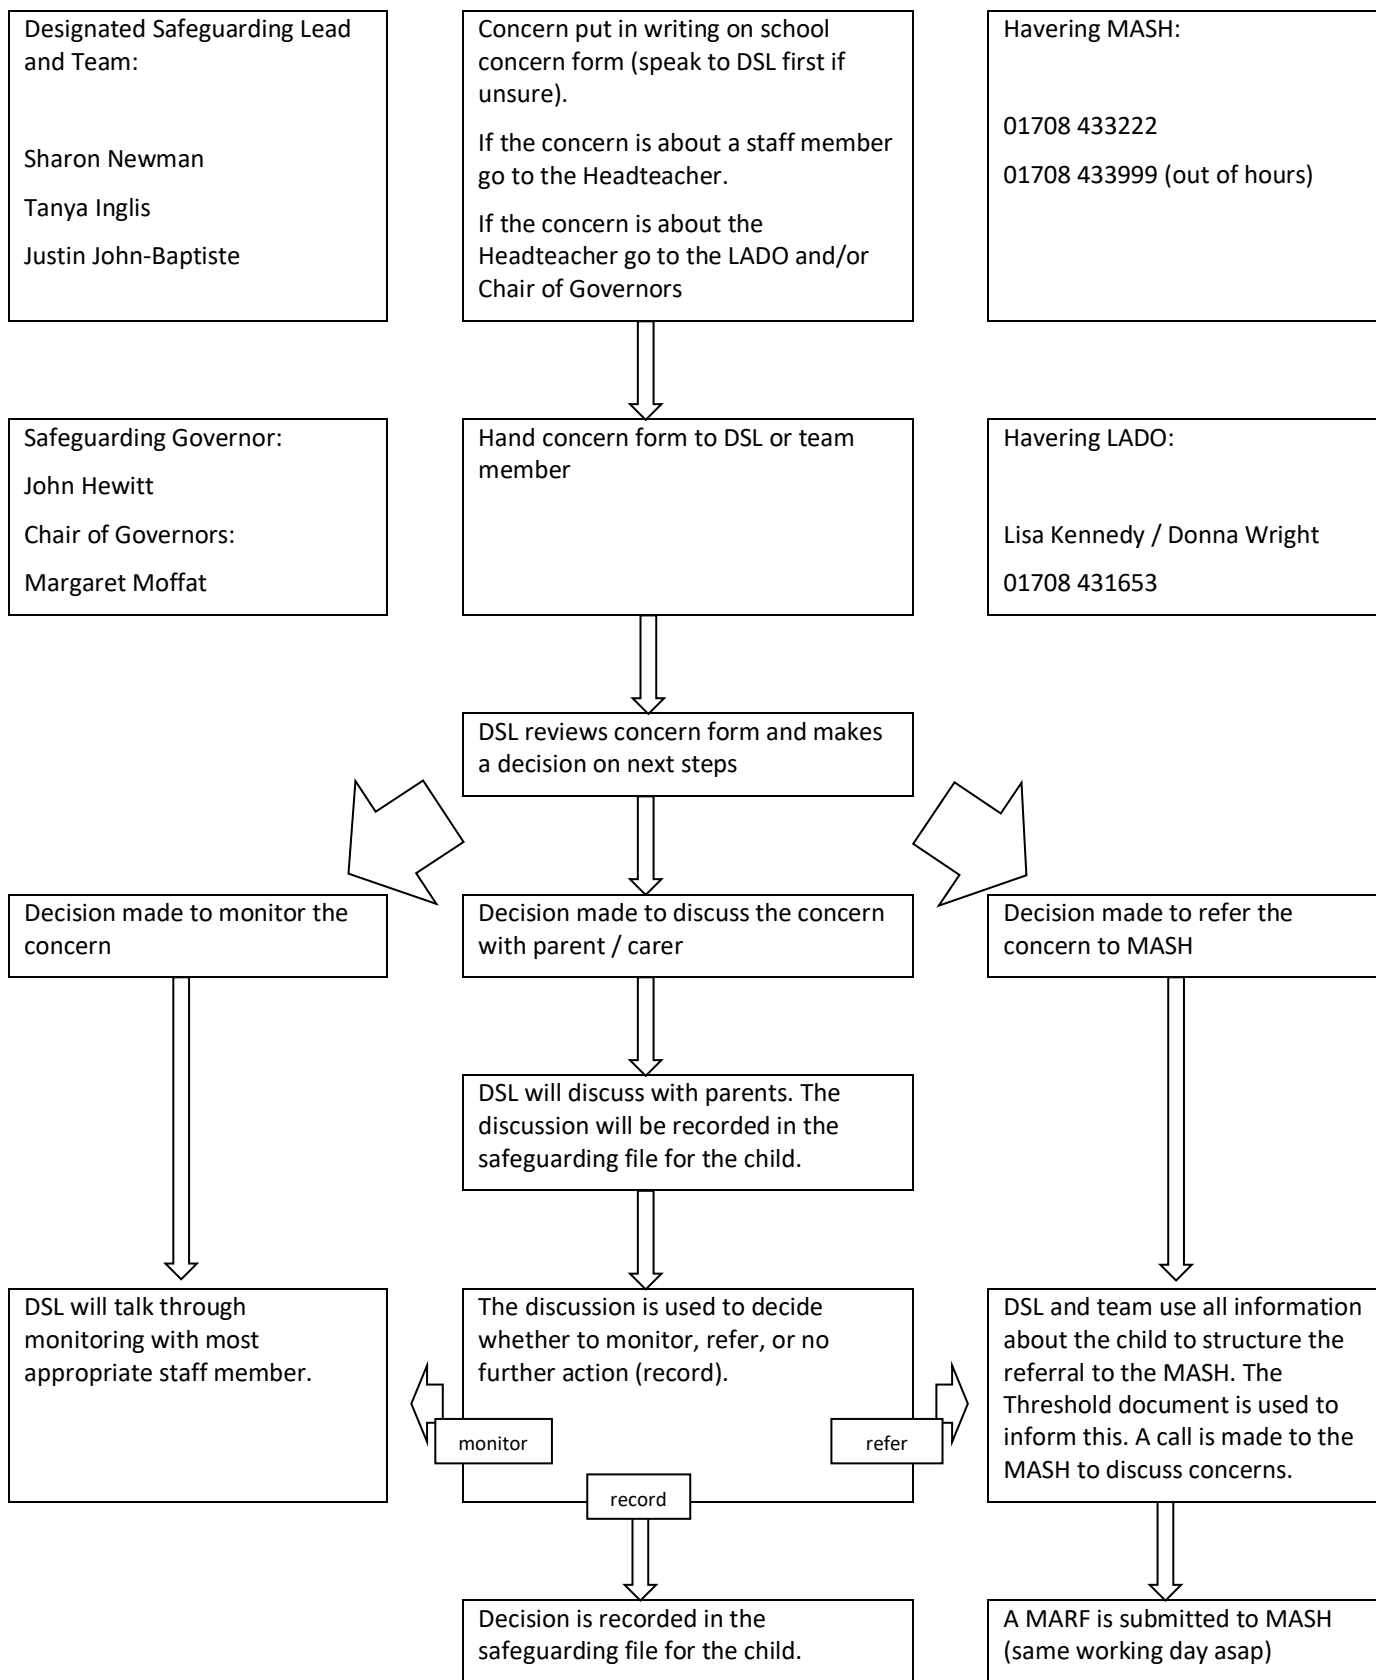 Designated Safeguarding Lead
and Team:
Sharon Newman
Tanya Inglis
Justin John-Baptiste
Concern put in writing on school
concern form (speak to DSL first if
unsure).
If the concern is about a staff member
go to the Headteacher.
If the concern is about the
Headteacher go to the LADO and/or
Chair of Governors
Havering MASH:
01708 433222
01708 433999 (out of hours)
Safeguarding Governor:
John Hewitt
Chair of Governors:
Margaret Moffat
Hand concern form to DSL or team
member
Havering LADO:
Lisa Kennedy / Donna Wright
01708 431653
DSL reviews concern form and makes
a decision on next steps
Decision made to monitor the
concern
Decision made to discuss the concern
with parent / carer
Decision made to refer the
concern to MASH
DSL will discuss with parents. The
discussion will be recorded in the
safeguarding file for the child.
DSL will talk through
monitoring with most
appropriate staff member.
The discussion is used to decide
whether to monitor, refer, or no
further action (record).
monitor
refer
record
DSL and team use all information
about the child to structure the
referral to the MASH. The
Threshold document is used to
inform this. A call is made to the
MASH to discuss concerns.
Decision is recorded in the
safeguarding file for the child.
A MARF is submitted to MASH
(same working day asap)